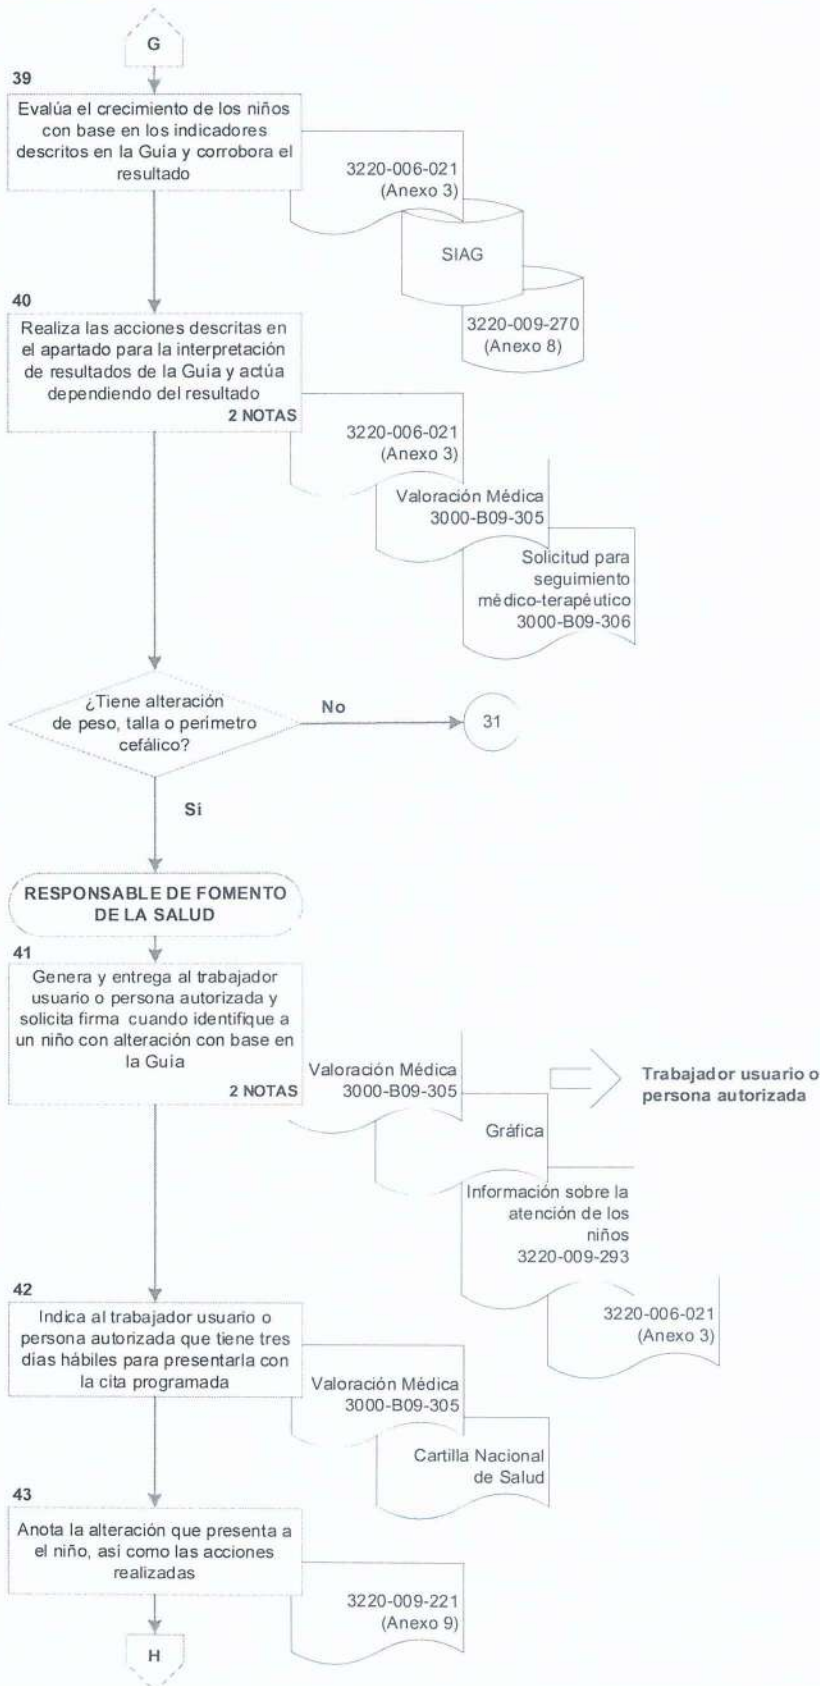 G
39
Evalúa el crecimiento de los niños
con base en los indicadores
descritos en la Guía y corrobora el
resultado
3220-006-021
(Anexo 3)
SIAG
3220-009-270
(Anexo 8)
40
Realiza las acciones descritas en
el apartado para la interpretación
de resultados de la Guía y actúa
dependiendo del resultado
2 NOTAS
3220-006-021
(Anexo 3)
Valoración Médica
3000-B09-305
Solicitud para
seguimiento
médico-terapéutico
3000-B09-306
¿Tiene alteración
de peso, talla o perímetro
cefálico?
No
31
Si
RESPONSABLE DE FOMENTO
DE LA SALUD
41
Genera y entrega al trabajador
usuario o persona autorizada y
solicita firma cuando identifique a
un niño con alteración con base en
la Guía
2 NOTAS
Valoración Médica
3000-B09-305
Trabajador usuario o
persona autorizada
Gráfica
Información sobre la
atención de los
niños
3220-009-293
3220-006-021
(Anexo 3)
42
Indica al trabajador usuario o
persona autorizada que tiene tres
días hábiles para presentarla con
la cita programada
Valoración Médica
3000-B09-305
Cartilla Nacional
de Salud
43
Anota la alteración que presenta a
el niño, así como las acciones
realizadas
3220-009-221
(Anexo 9)
H